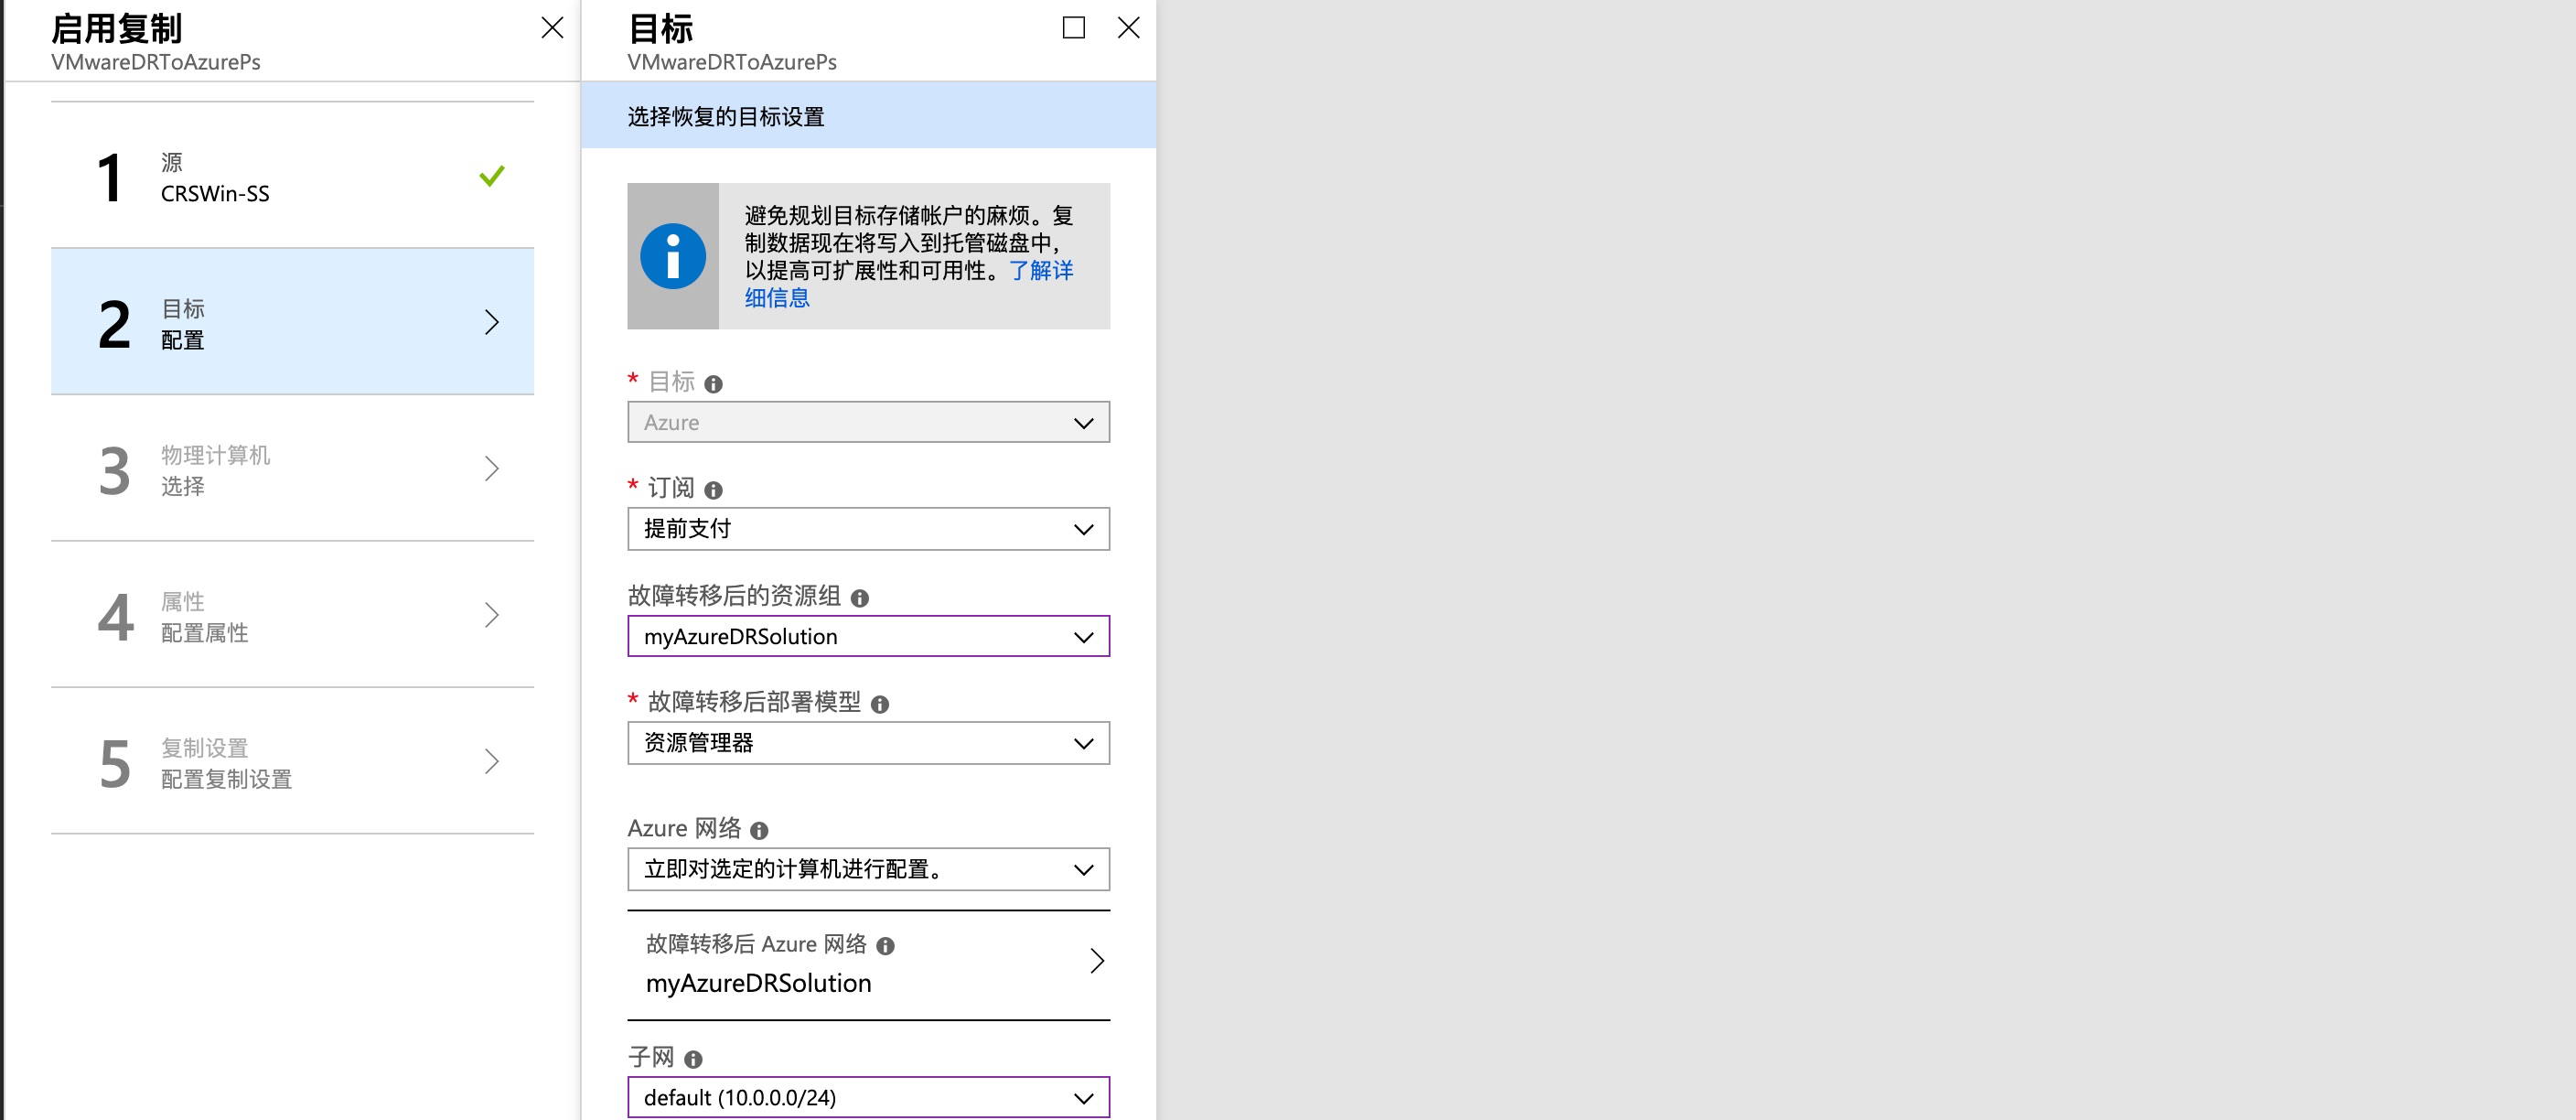 启用复制
VMwareDRToAzurePs
1
源
CRSWin-SS
2
目标
配置
3
物理计算机
选择
4
属性
配置属性
5
复制设置
配置复制设置
目标
VMwareDRToAzurePs
选择恢复的目标设置
避免规划目标存储帐户的麻烦。复
制数据现在将写入到托管磁盘中，
以提高可扩展性和可用性。了解详
细信息
* 目标
Azure
* 订阅
提前支付
故障转移后的资源组
myAzureDRSolution
* 故障转移后部署模型
资源管理器
Azure 网络
立即对选定的计算机进行配置。
故障转移后 Azure 网络
myAzureDRSolution
子网
default (10.0.0.0/24)